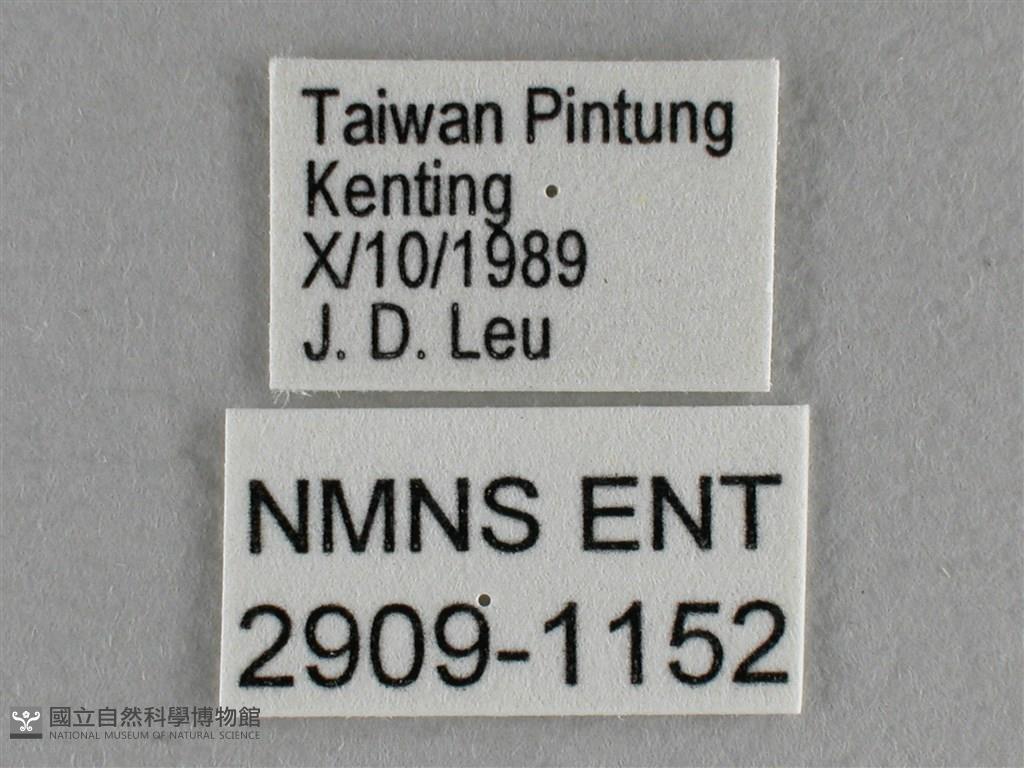 Taiwan Pintung
Kenting
X/10/1989
J. D. Leu
NMNS ENT
2909-1152
國立自然科學博物館
NATIONAL MUSEUM OF NATURAL SCIENCE